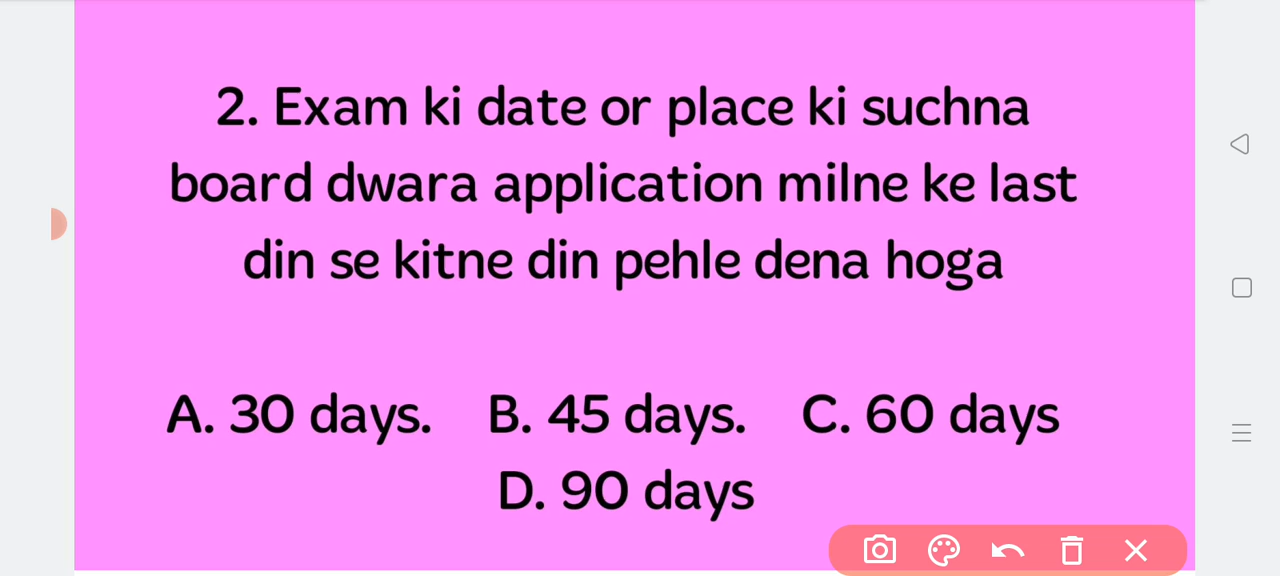 2. Exam ki date or place ki suchna
board dwara application milne ke last
din se kitne din pehle dena hoga
A. 30 days. B. 45 days. C. 60 days
D. 90 days